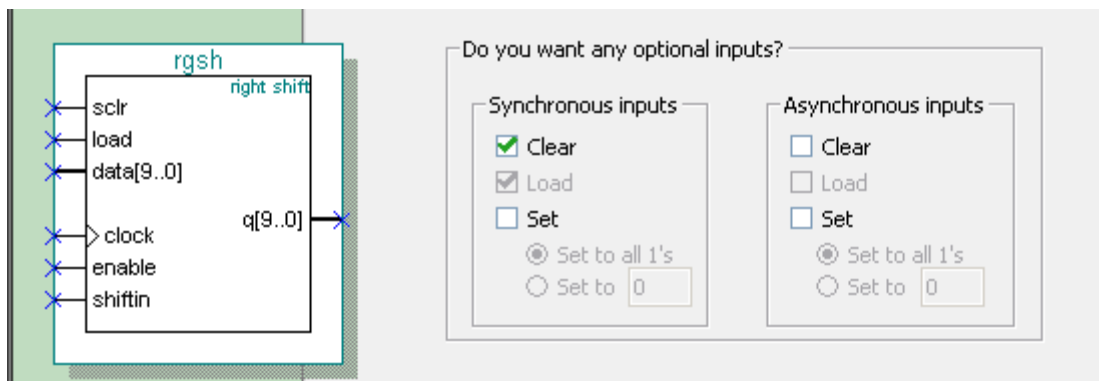 rgsh
right shift
sclr
load
data[9..0]
q[9..0]
clock
enable
shiftin
Do you want any optional inputs?
Synchronous inputs
Clear
Load
Set
Set to all 1's
Set to 0
Asynchronous inputs
Clear
Load
Set
Set to all 1's
Set to 0